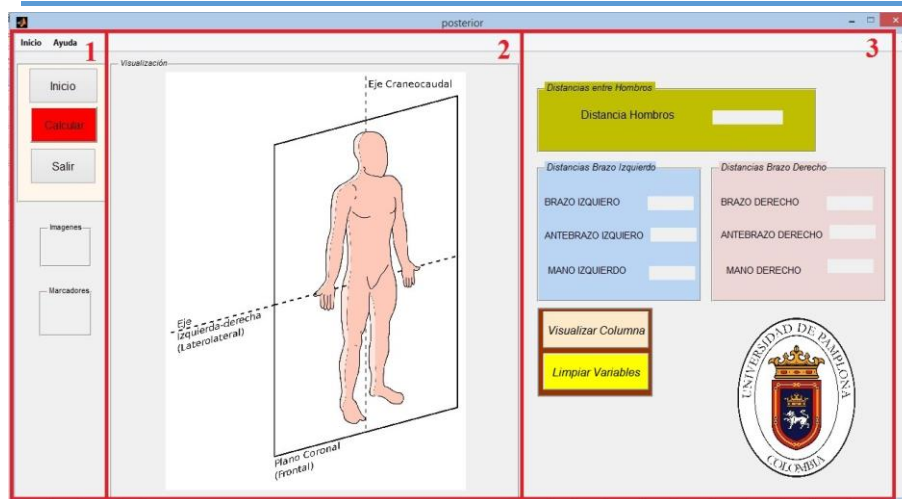 posterior
Inicio Ayuda
1
2
3
Inicio
Calcular
Salir
Imagenes
Marcadores
Visualización
Eje Craneocaudal
Eje
Izquierda-derecha
(Laterolateral)
Plano Coronal
(Frontal)
Distancias entre Hombros
Distancia Hombros
Distancias Brazo Izquierdo
BRAZO IZQUIERO
ANTEBRAZO IZQUIERO
MANO IZQUIERDO
Distancias Brazo Derecho
BRAZO DERECHO
ANTEBRAZO DERECHO
MANO DERECHO
Visualizar Columna
Limpiar Variables
UNIVERSIDAD DE PAMPLONA
COLOMBIA